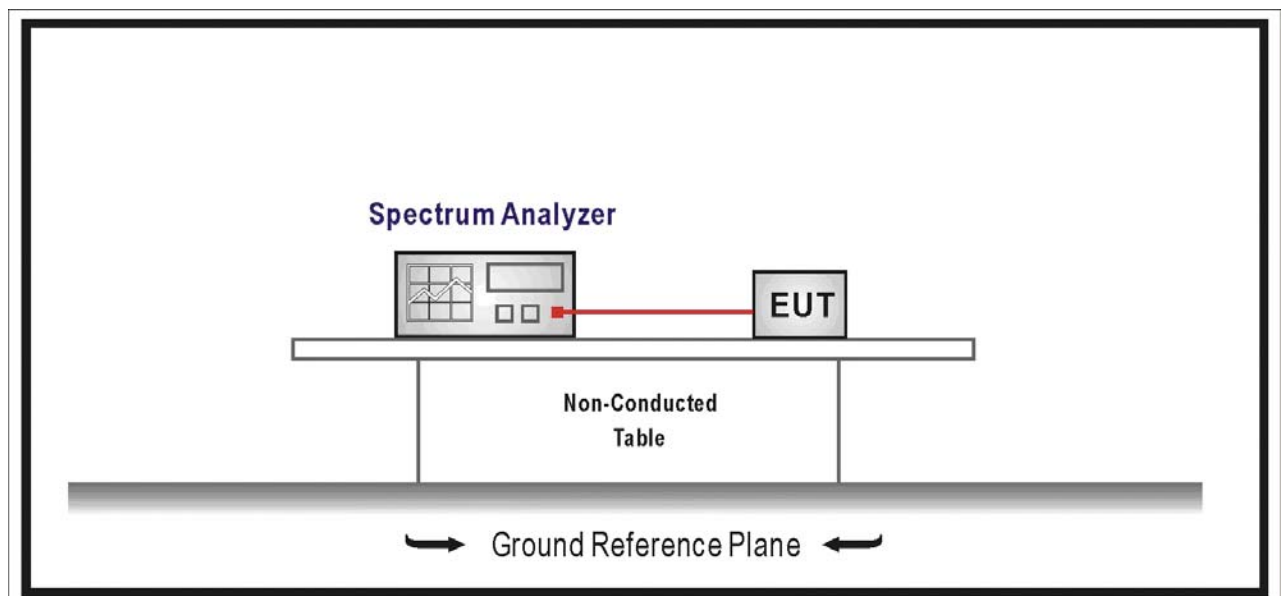 Spectrum Analyzer
EUT
Non-Conducted
Table
Ground Reference Plane